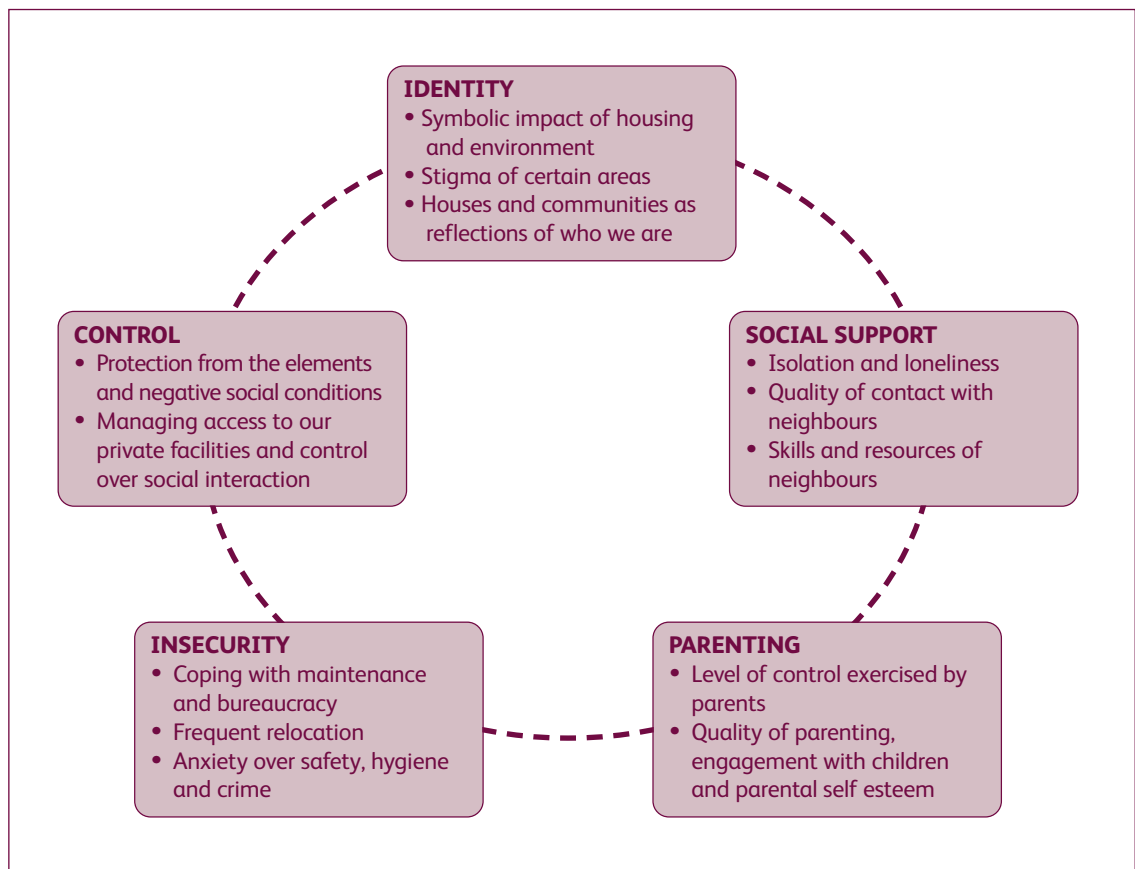 IDENTITY
• Symbolic impact of housing
and environment
• Stigma of certain areas
• Houses and communities as
reflections of who we are
CONTROL
• Protection from the elements
and negative social conditions
• Managing access to our
private facilities and control
over social interaction
SOCIAL SUPPORT
• Isolation and loneliness
• Quality of contact with
neighbours
• Skills and resources of
neighbours
INSECURITY
• Coping with maintenance
and bureaucracy
• Frequent relocation
• Anxiety over safety, hygiene
and crime
PARENTING
• Level of control exercised by
parents
• Quality of parenting,
engagement with children
and parental self esteem